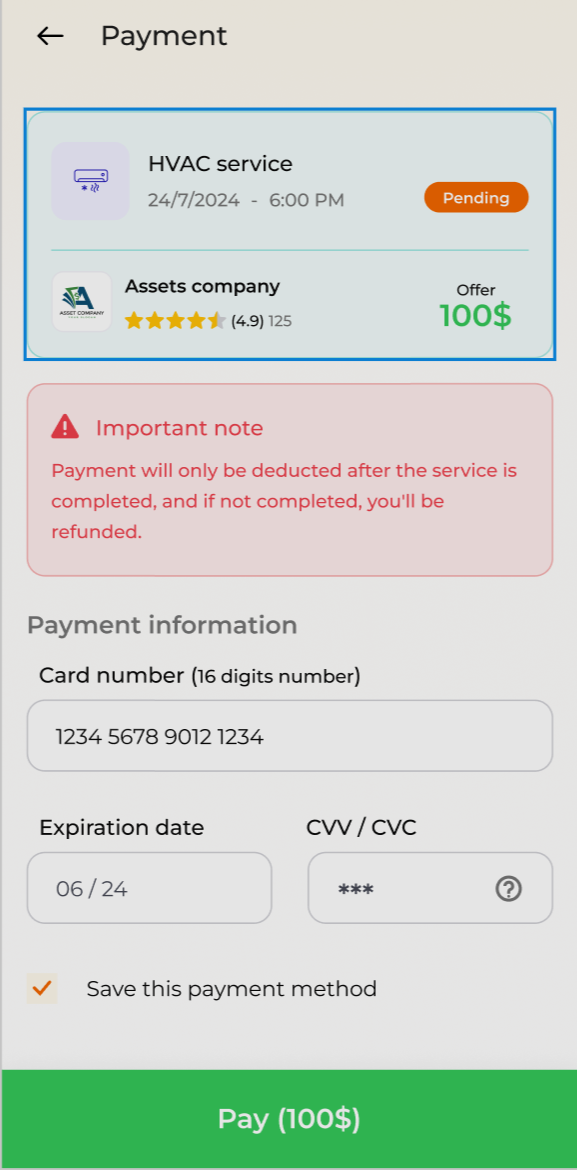 Payment
HVAC service
24/7/2024 - 6:00 PM
Pending
ASSET COMPANY
Assets company
(4.9) 125
Offer
100$
Important note
Payment will only be deducted after the service is
completed, and if not completed, you'll be
refunded.
Payment information
Card number (16 digits number)
1234 5678 9012 1234
Expiration date
CVV / CVC
06 / 24
***
Save this payment method
Pay (100$)